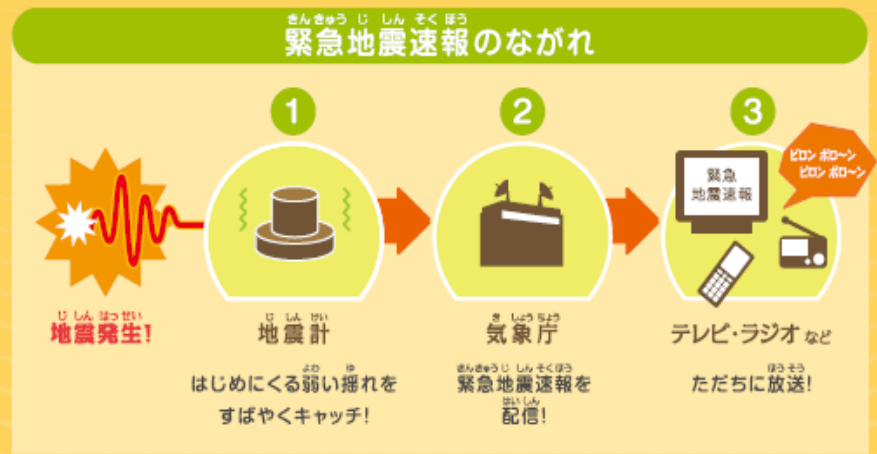 きんきゅうじしんそくほう
緊急地震速報のながれ
1
2
3
ピロン ポローン
ピロン ポローン
緊急
地震速報
じしんはっせい
地震発生!
じしんけい
地震計
きしょうちょう
気象庁
テレビ・ラジオ など
よわ ゆ
はじめにくる弱い揺れを
すばやくキャッチ!
きんきゅうじしんそくほう
緊急地震速報を
はいしん
配信!
ほうそう
ただちに放送!